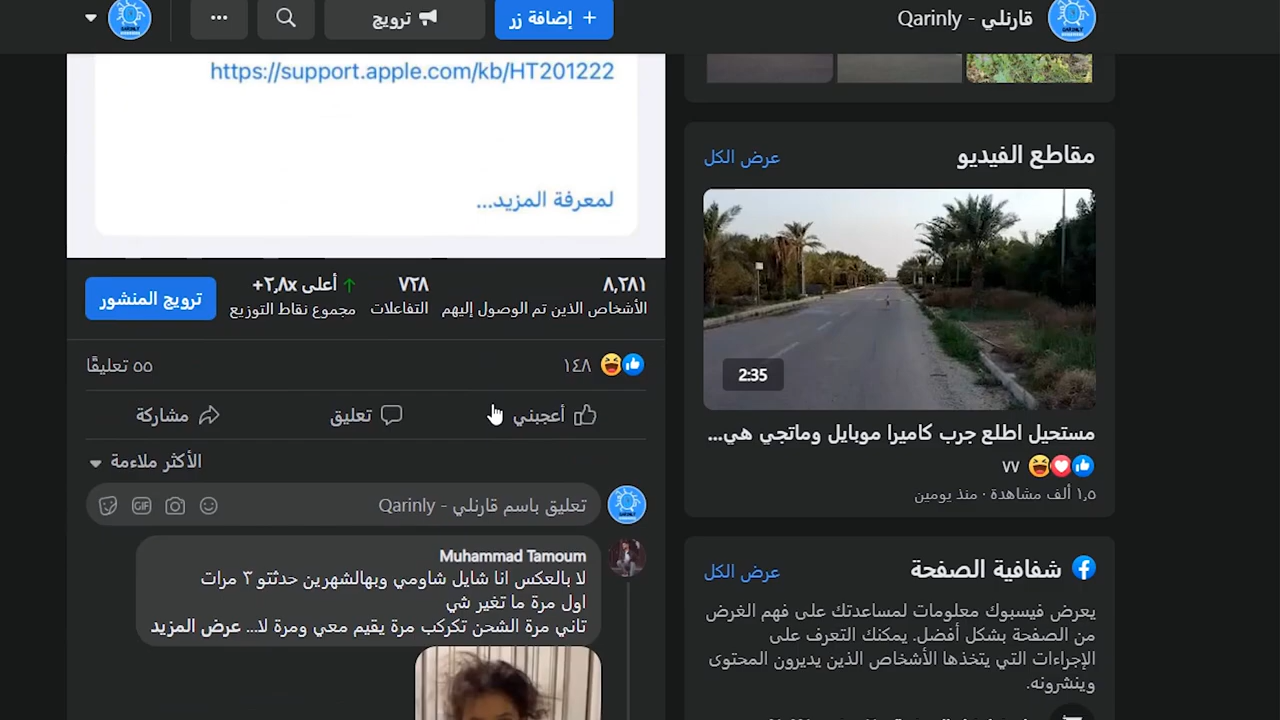 قارنلي - Qarinly
+ إضافة زر
ترويج
...
https://support.apple.com/kb/HT201222
لمعرفة المزيد...
٨,٢٨١
الأشخاص الذين تم الوصول إليهم
٧٢٨
التفاعلات
أعلى ٢,٨x+
مجموع نقاط التوزيع
ترويج المنشور
١٤٨
٥٥ تعليقًا
أعجبني
تعليق
مشاركة
الأكثر ملاءمة
تعليق باسم قارنلي - Qarinly
GIF
Muhammad Tamoum
لا بالعكس انا شايل شاومي وبهالشهرين حدثتو ٣ مرات
اول مرة ما تغير شي
تاني مرة الشحن تكركب مرة يقيم معي ومرة لا... عرض المزيد
مقاطع الفيديو
عرض الكل
2:35
مستحيل اطلع جرب كاميرا موبايل وماتجي هي...
٧٧
١,٥ ألف مشاهدة · منذ يومين
شفافية الصفحة
عرض الكل
يعرض فيسبوك معلومات لمساعدتك على فهم الغرض
من الصفحة بشكل أفضل. يمكنك التعرف على
الإجراءات التي يتخذها الأشخاص الذين يديرون المحتوى
وينشرونه.